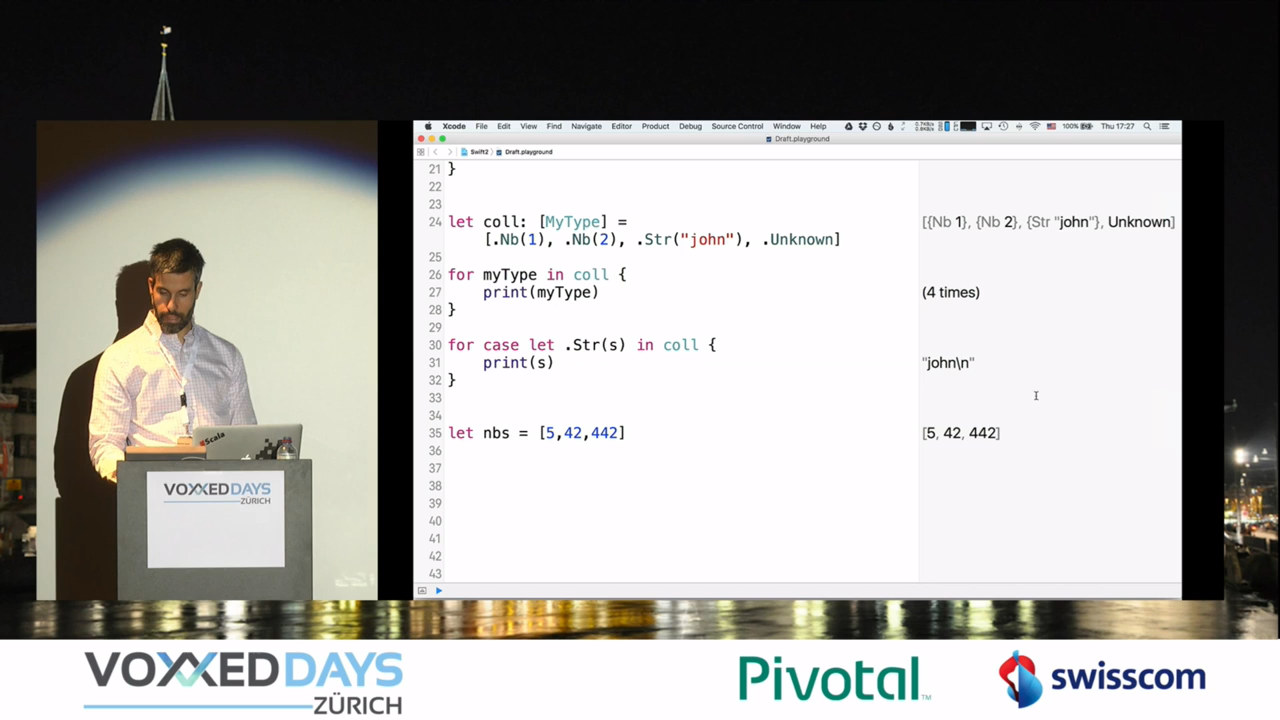 Xcode File Edit View Find Navigate Editor Product Debug Source Control Window Help 100% Thu 17:27
Draft.playground
Swift2 Draft.playground
21 }
22
23
24 let coll: [MyType] = [{Nb 1}, {Nb 2}, {Str "john"}, Unknown]
[.Nb(1), .Nb(2), .Str("john"), .Unknown]
25
26 for myType in coll {
27 print(myType) (4 times)
28 }
29
30 for case let .Str(s) in coll {
31 print(s) "john\n"
32 }
33
34
35 let nbs = [5,42,442] [5, 42, 442]
36
37
38
39
40
41
42
43
Scala
VOXXED DAYS
ZÜRICH
VOXXED DAYS
ZÜRICH
Pivotal™
swisscom